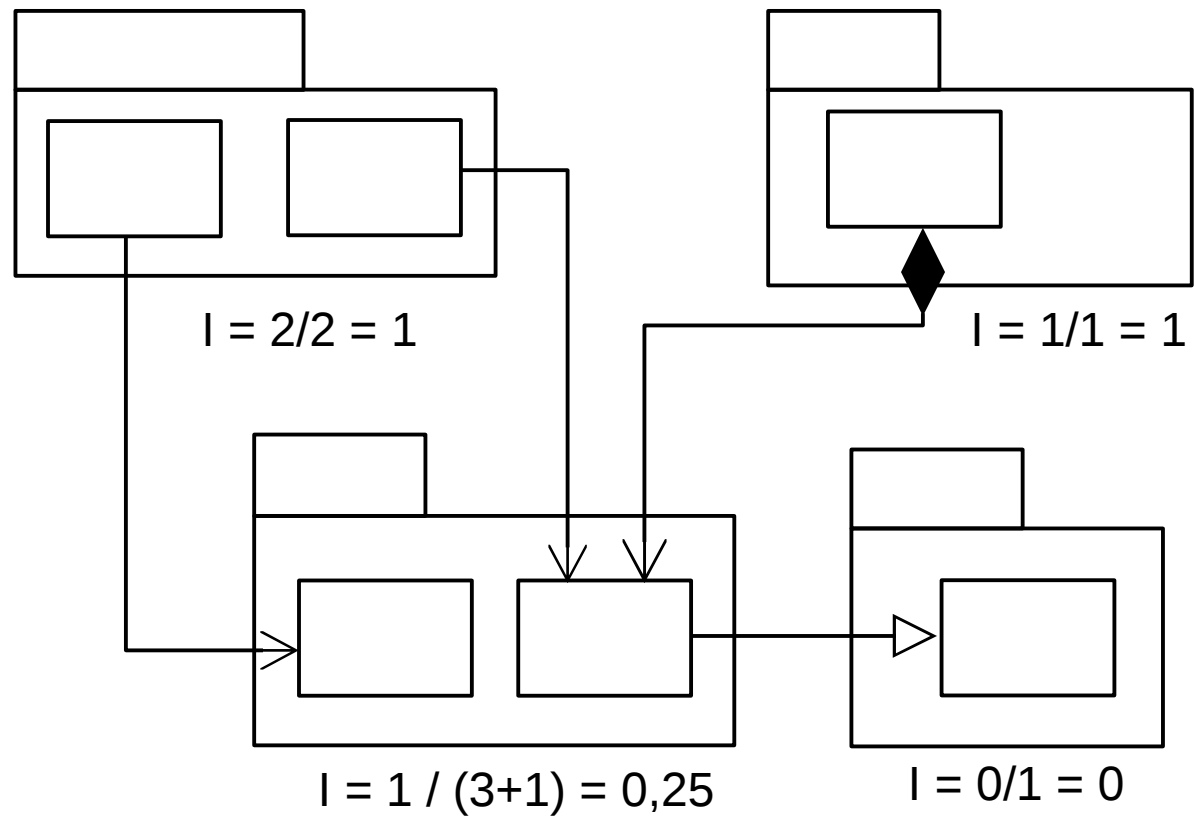 I = 2/2 = 1
I = 1/1 = 1
I = 1 / (3+1) = 0,25
I = 0/1 = 0